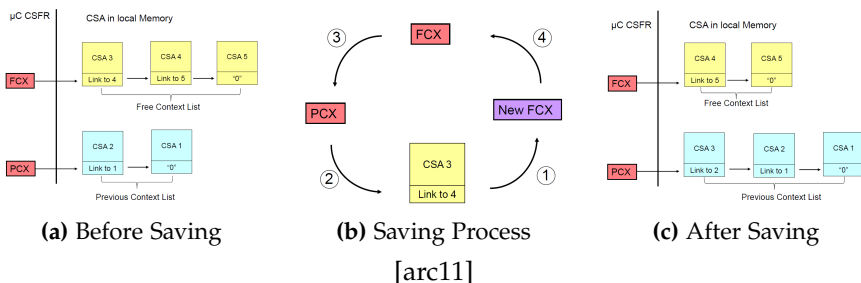 µC CSFR
CSA in local Memory
FCX
CSA 3
Link to 4
CSA 4
Link to 5
CSA 5
"0"
Free Context List
PCX
CSA 2
Link to 1
CSA 1
"0"
Previous Context List
(a) Before Saving
③
FCX
④
PCX
New FCX
②
CSA 3
Link to 4
①
(b) Saving Process
µC CSFR
CSA in local Memory
FCX
CSA 4
Link to 5
CSA 5
"0"
Free Context List
PCX
CSA 3
Link to 2
CSA 2
Link to 1
CSA 1
"0"
Previous Context List
(c) After Saving
[arc11]